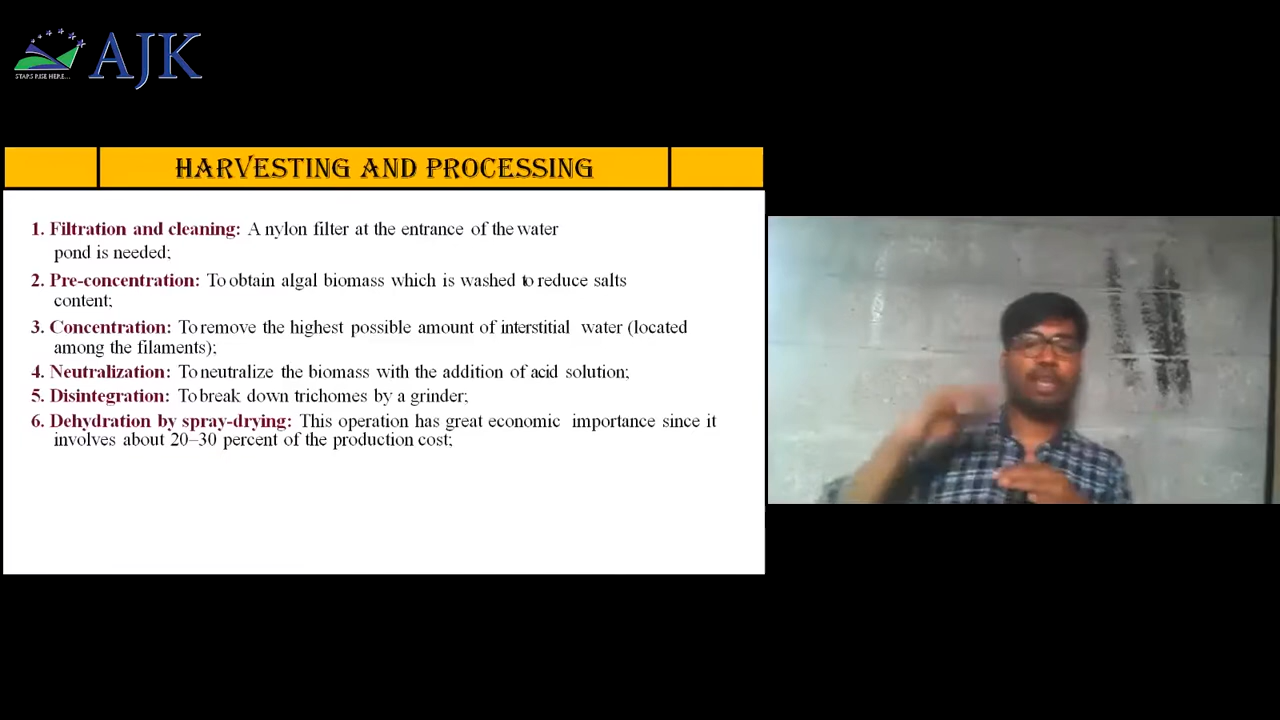 STARS RISE HERE...
AJK
HARVESTING AND PROCESSING
1. Filtration and cleaning: A nylon filter at the entrance of the water
pond is needed;
2. Pre-concentration: To obtain algal biomass which is washed to reduce salts
content;
3. Concentration: To remove the highest possible amount of interstitial water (located
among the filaments);
4. Neutralization: To neutralize the biomass with the addition of acid solution;
5. Disintegration: To break down trichomes by a grinder;
6. Dehydration by spray-drying: This operation has great economic importance since it
involves about 20–30 percent of the production cost;